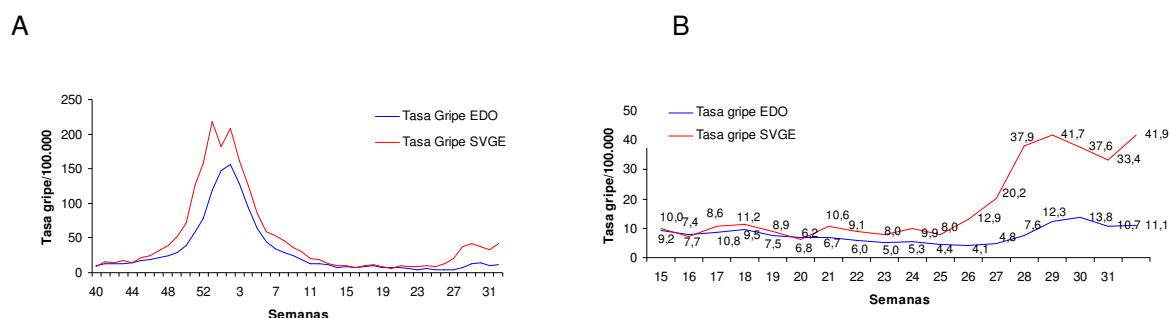 A
B
250
200
150
100
50
0
Tasa gripe/100.000
Tasa Gripe EDO
Tasa Gripe SVGE
40 44 48 52 3 7 11 15 19 23 27 31
Semanas
50
40
30
20
10
0
Tasa gripe/100.000
Tasa gripe EDO
Tasa gripe SVGE
10,0 7,4 8,6 11,2 8,9 6,2 10,6 9,1 8,0 9,9 8,0 12,9 20,2 37,9 41,7 37,6 33,4 41,9
9,2 7,7 10,8 9,5 7,5 6,8 6,7 6,0 5,0 5,3 4,4 4,1 4,8 7,6 12,3 13,8 10,7 11,1
15 16 17 18 19 20 21 22 23 24 25 26 27 28 29 30 31
Semanas